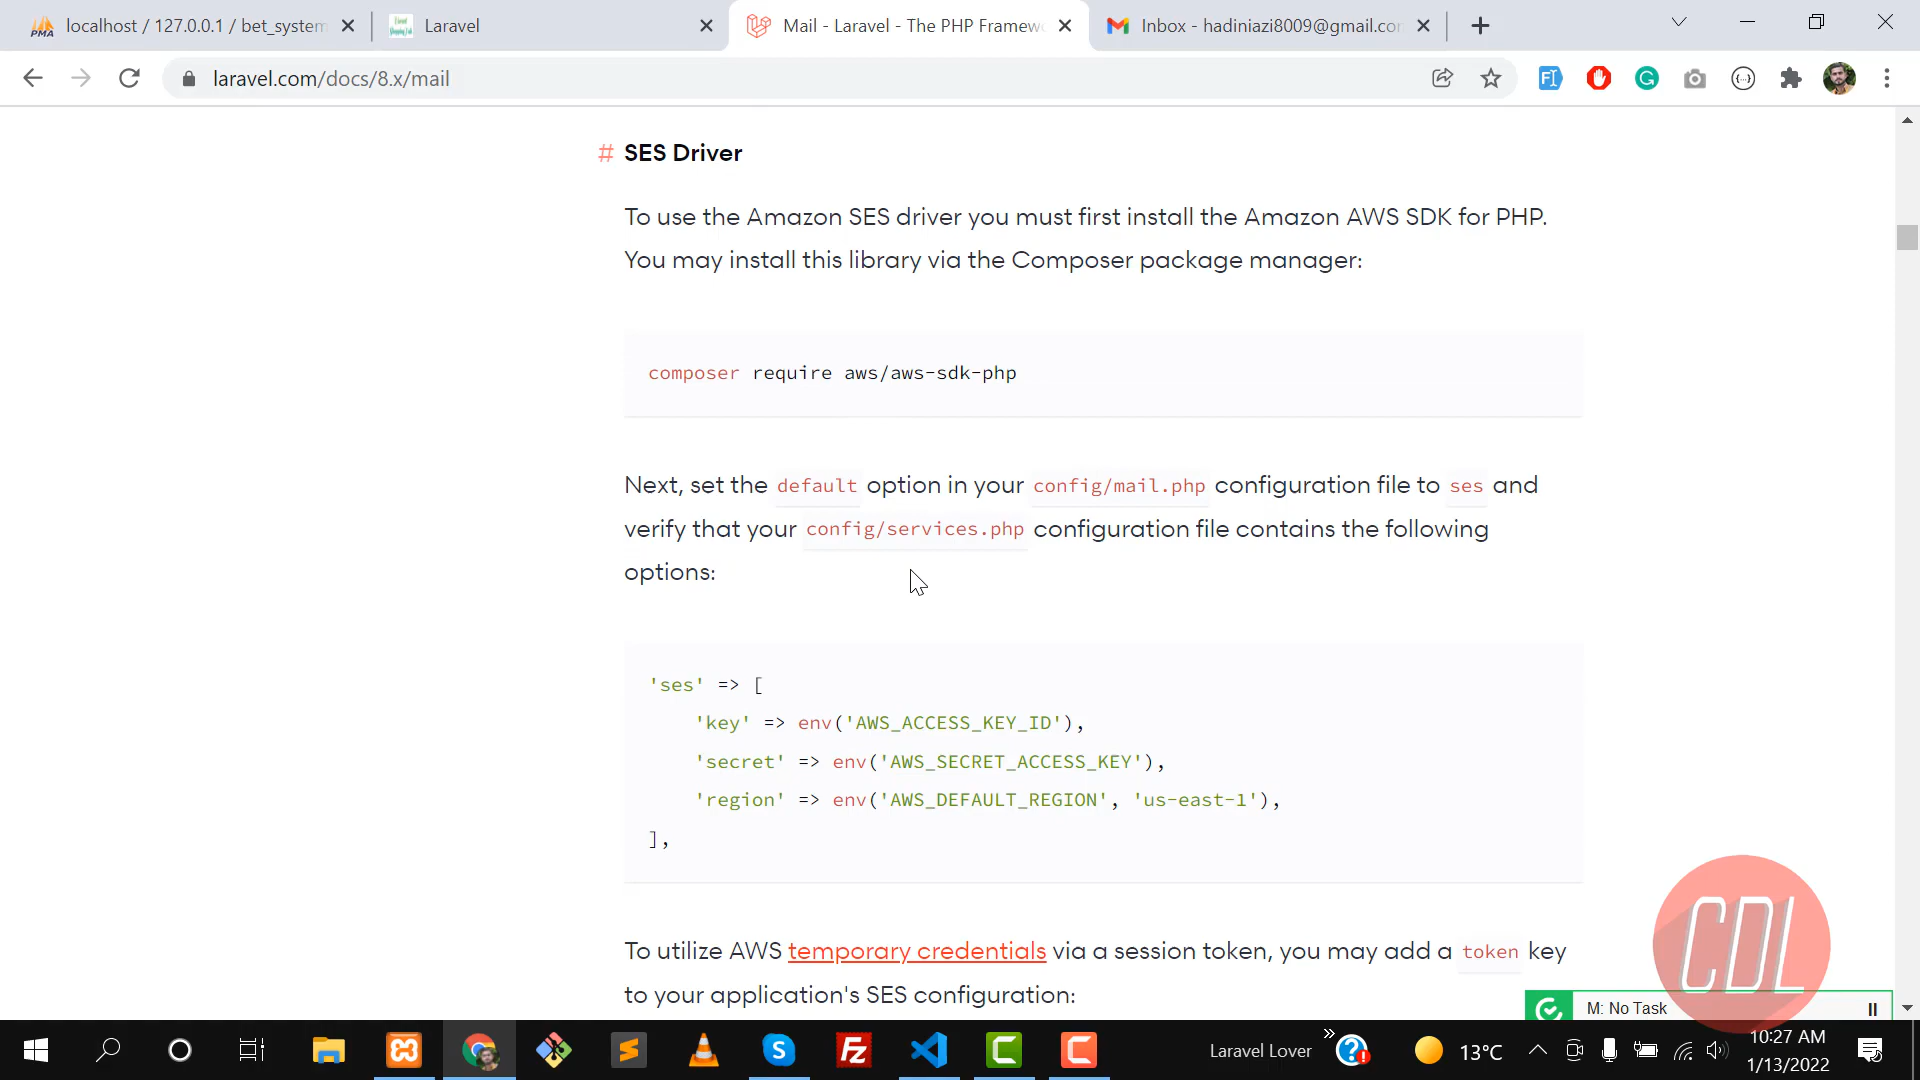 localhost / 127.0.0.1 / bet_system
Laravel
Mail - Laravel - The PHP Framewo
Inbox - hadiniazi8009@gmail.com
laravel.com/docs/8.x/mail
# SES Driver
To use the Amazon SES driver you must first install the Amazon AWS SDK for PHP.
You may install this library via the Composer package manager:
composer require aws/aws-sdk-php
Next, set the default option in your config/mail.php configuration file to ses and
verify that your config/services.php configuration file contains the following
options:
'ses' => [
'key' => env('AWS_ACCESS_KEY_ID'),
'secret' => env('AWS_SECRET_ACCESS_KEY'),
'region' => env('AWS_DEFAULT_REGION', 'us-east-1'),
],
To utilize AWS temporary credentials via a session token, you may add a token key
to your application's SES configuration:
CDL
M: No Task
Laravel Lover
13°C
10:27 AM
1/13/2022